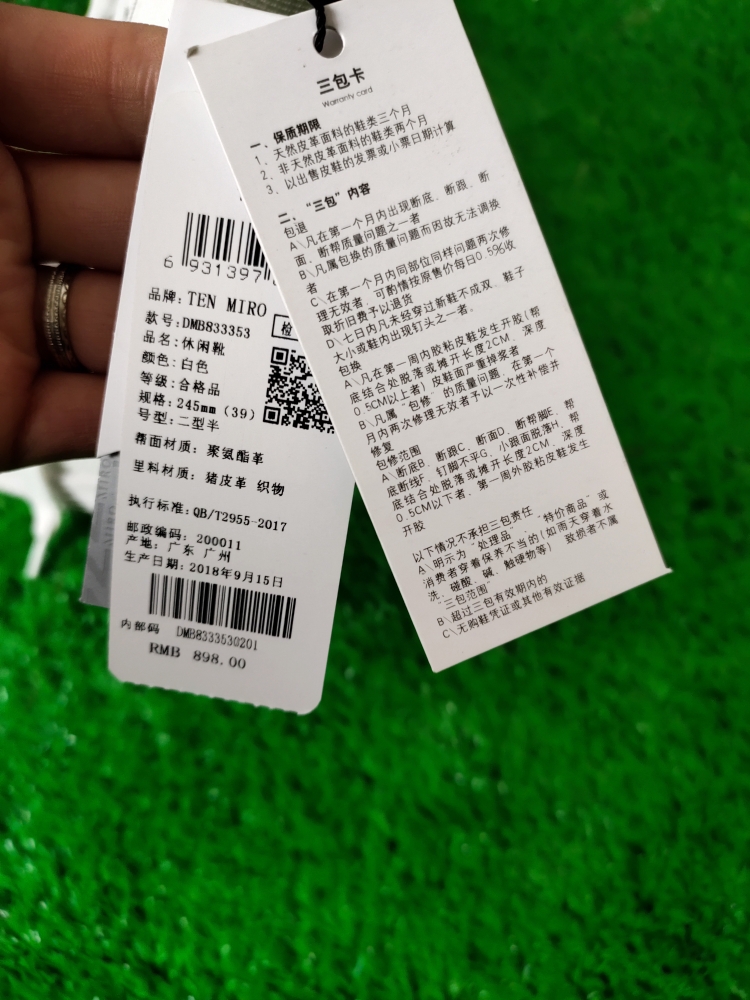 6 931397
品牌: TEN MIRO
款号:DMB833353
检
品名:休闲靴
颜色:白色
等级:合格品
规格: 245mm (39)
号型:二型半
帮面材质: 聚氨酯革
里料材质: 猪皮革 织物
执行标准:QB/T2955-2017
邮政编码: 200011
产地: 广东 广州
生产日期:2018年9月15日
内部码 DMB8333530201
RMB 898.00
三包卡
Warranty card
一、保质期限
1、天然皮革面料的鞋类三个月
2、非天然皮革面料的鞋类两个月
3、以出售皮鞋的发票或小票日期计算
二、“三包”内容
包退
A\凡在第一个月内出现断底、断跟、断
面、断帮质量问题之一者
B\凡属包换的质量问题而因故无法调换
者
C\在第一个月内同部位同样问题两次修
理无效者，可酌情按原售价每日0.5%收
取折旧费予以退货
D\七日内凡未经穿过新鞋不成双、鞋子
大小或鞋内出现钉头之一者。
包换
A\凡在第一周内胶粘皮鞋发生开胶(帮
底结合处脱落或摊开长度2CM、深度
0.5CM以上者）皮鞋面严重掉浆者
B\凡属“包修”的质量问题，在第一个
月内两次修理无效者予以一次性补偿并
修复
包修范围
A、断底B、断跟C、断面D、断帮脚E、帮
底断线F、钉脚不平G、小跟面脱落H、帮
底结合处脱落或摊开长度2CM、深度
0.5CM以下者、第一周外胶粘皮鞋发生
开胶
以下情况不承担三包责任
A\明示为“处理品”、“特价商品”或
消费者穿着保养不当的(如雨天穿着水
洗、碰酸、碱、触硬物等）致损者不属
“三包范围”
B\超过三包有效期内的
C\无购鞋凭证或其他有效证据